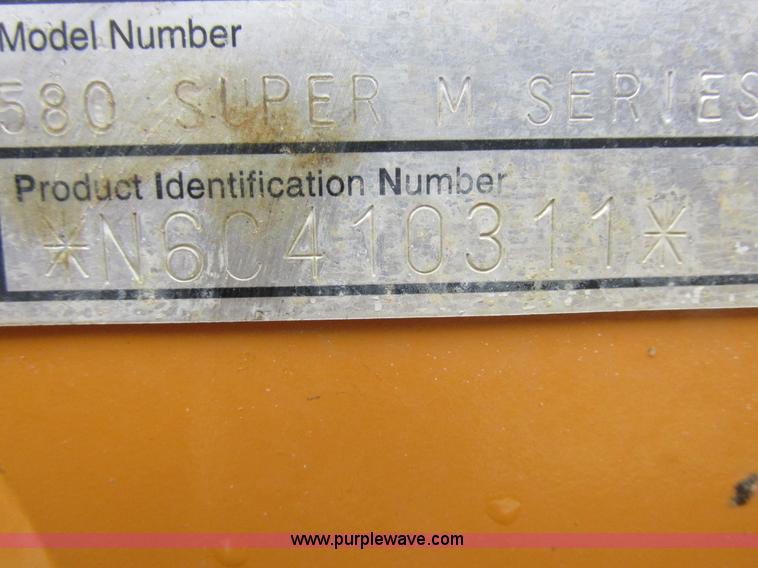 Model Number
580 SUPER M SERIES
Product Identification Number
*N6C410311*
www.purplewave.com